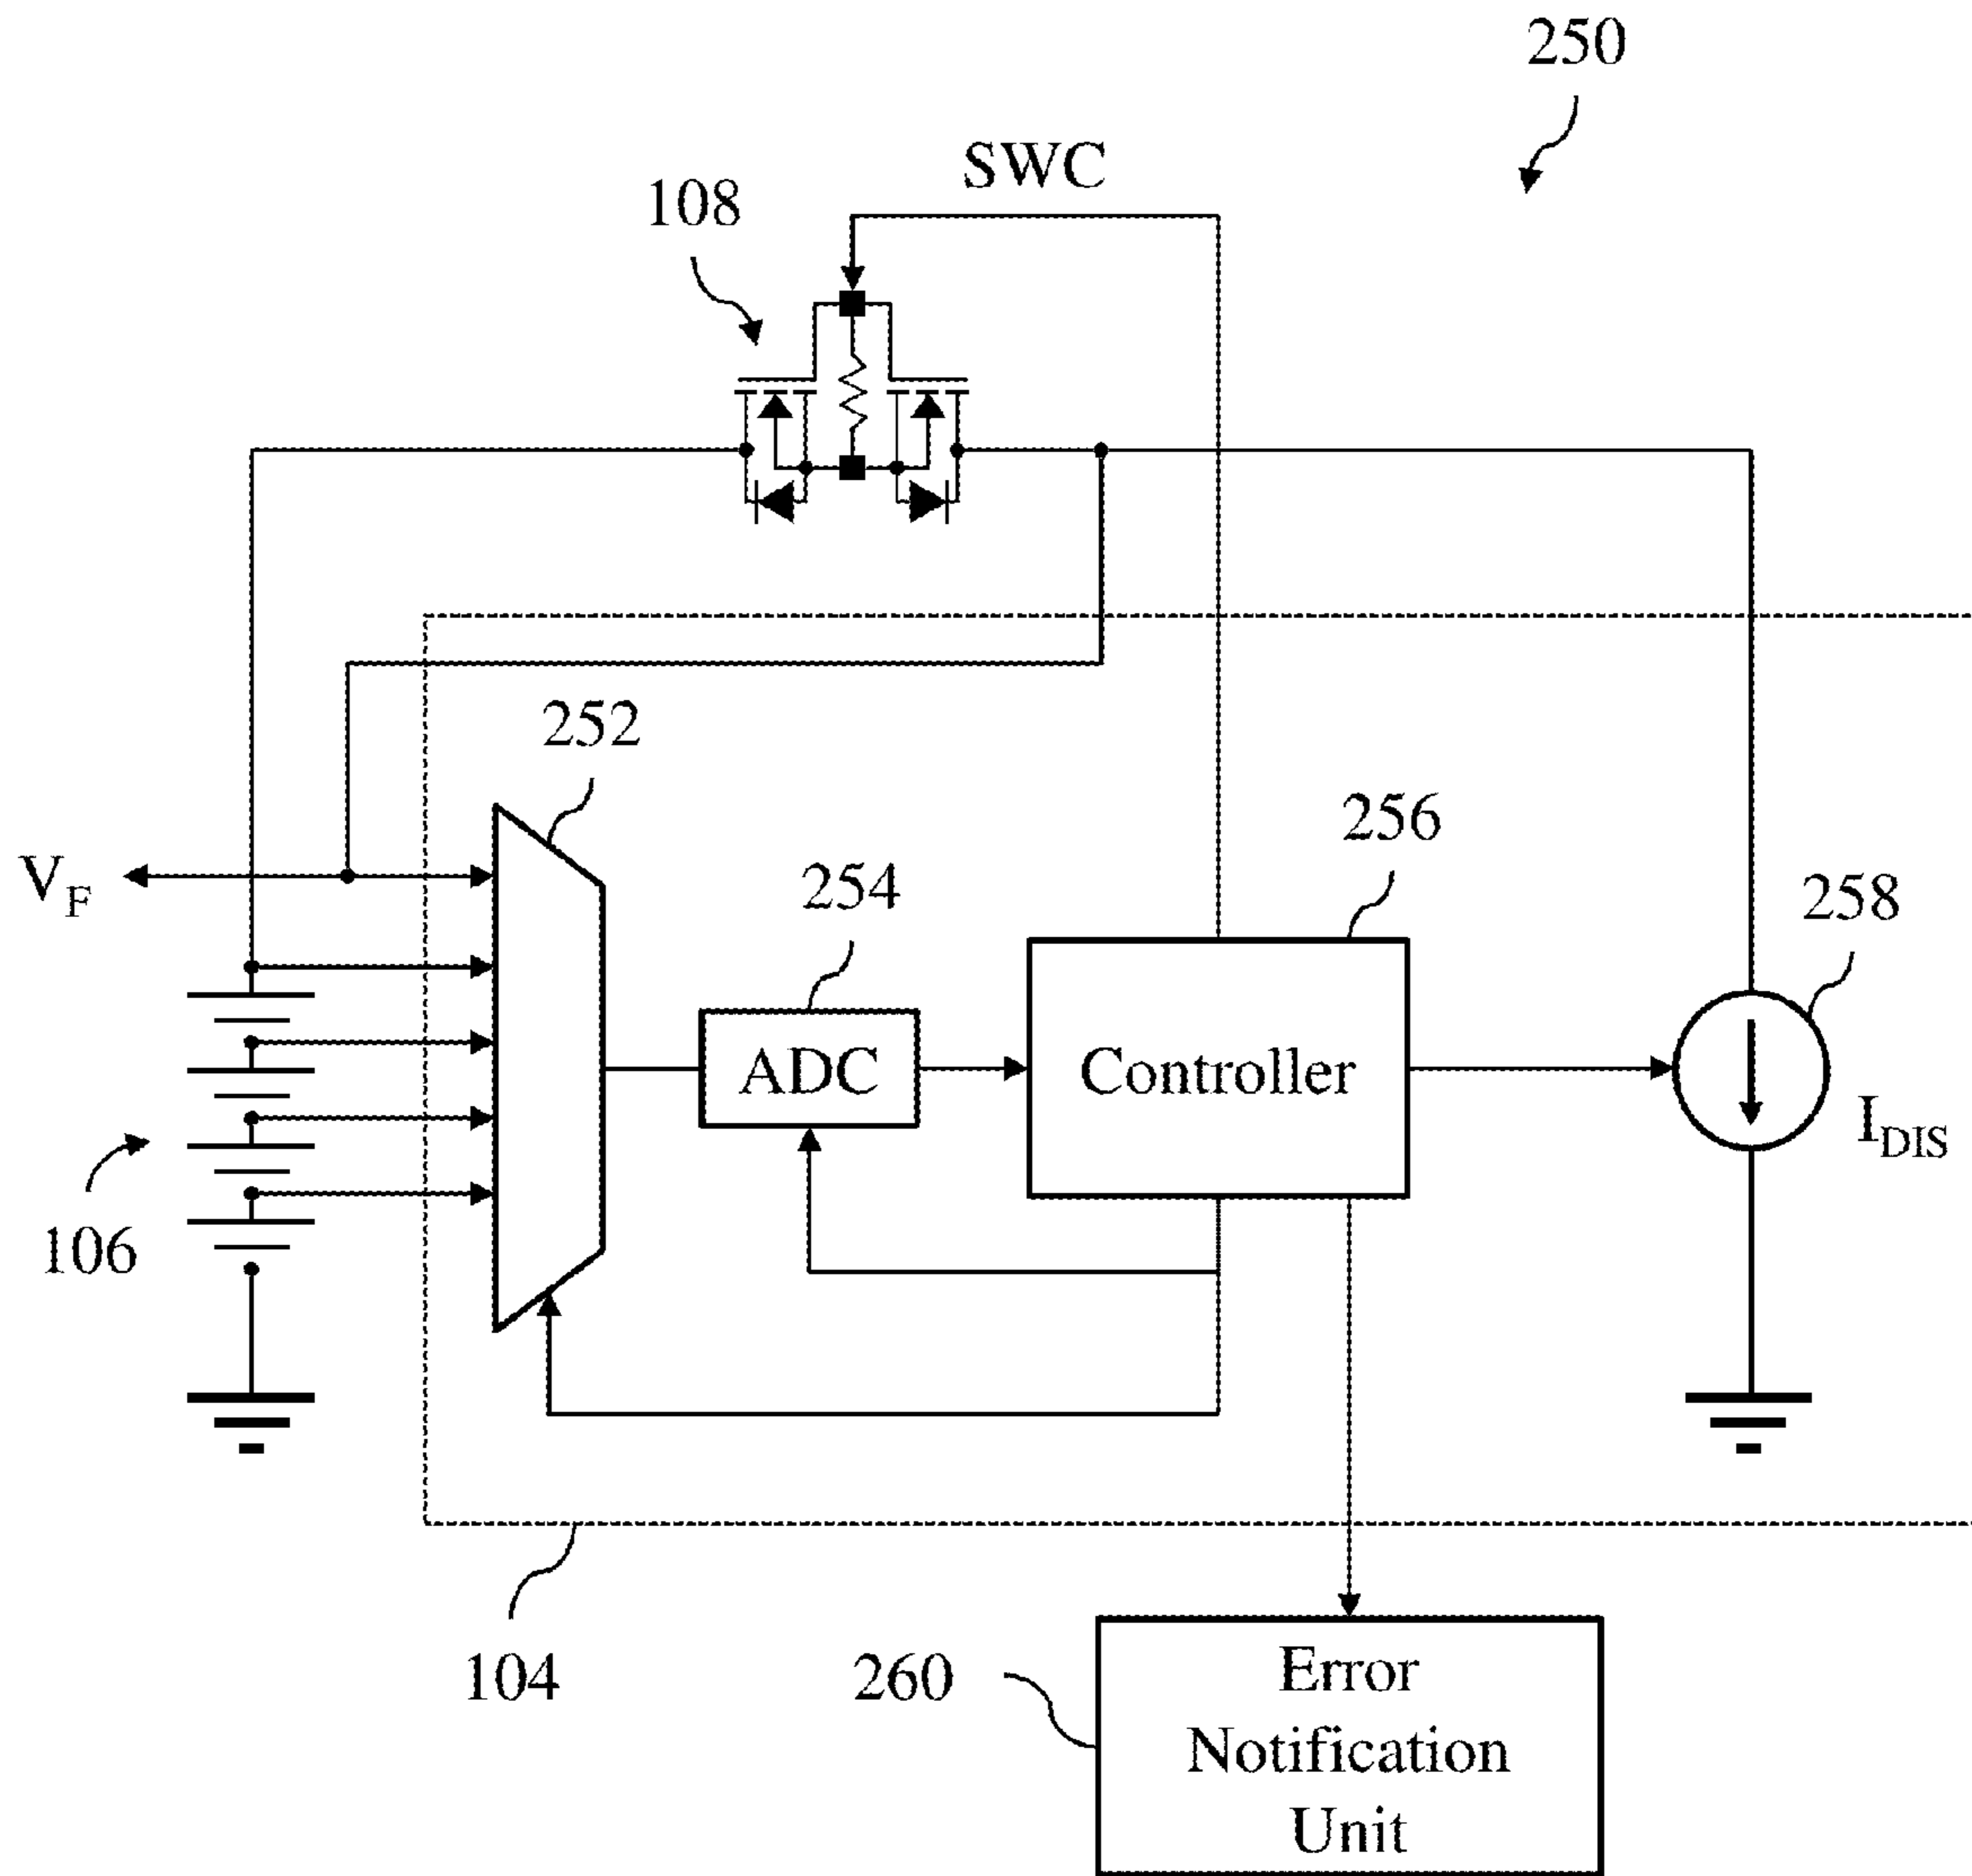 250
SWC
108
252
256
V_F
254
258
ADC
Controller
I_DIS
106
104
260
Error
Notification
Unit